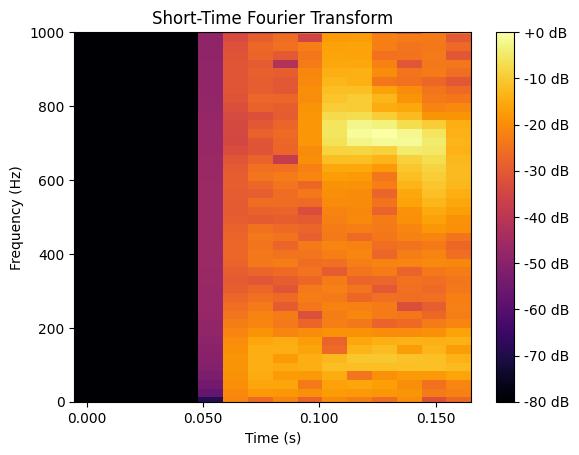 Short-Time Fourier Transform
1000
800
600
400
200
0
Frequency (Hz)
0.000
0.050
0.100
0.150
Time (s)
+0 dB
-10 dB
-20 dB
-30 dB
-40 dB
-50 dB
-60 dB
-70 dB
-80 dB